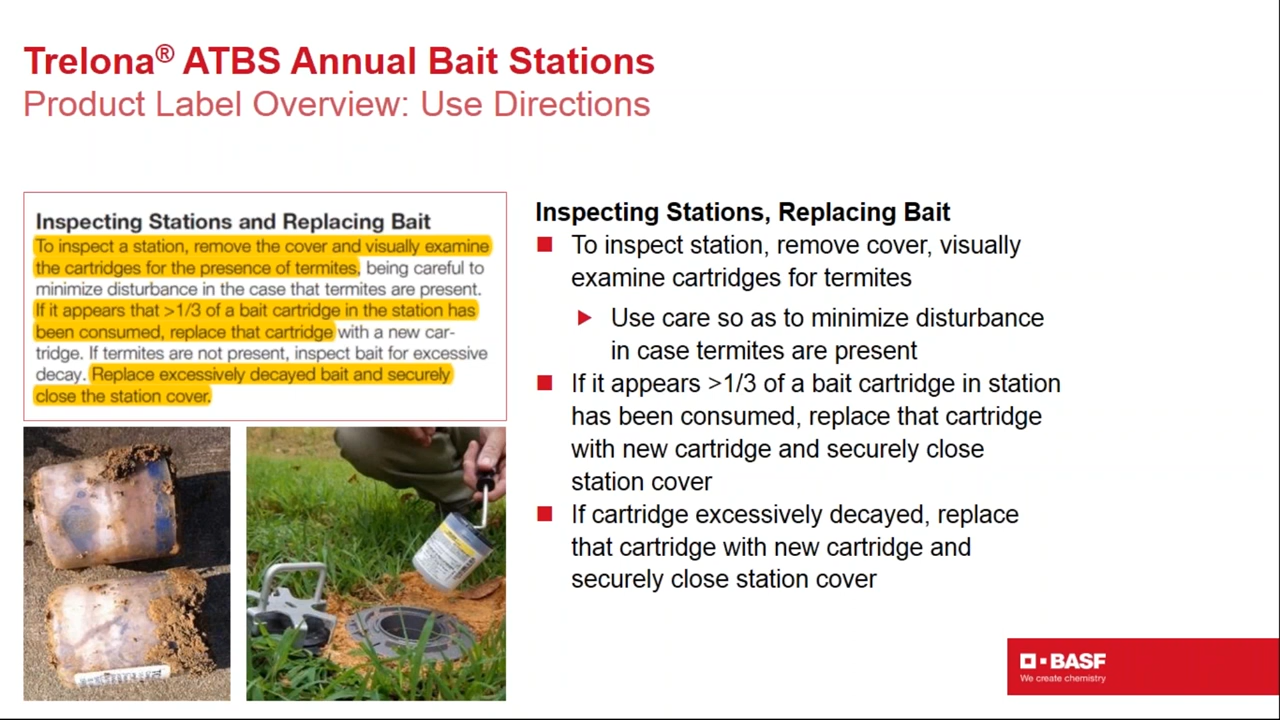 Trelona® ATBS Annual Bait Stations
Product Label Overview: Use Directions
Inspecting Stations and Replacing Bait
To inspect a station, remove the cover and visually examine
the cartridges for the presence of termites, being careful to
minimize disturbance in the case that termites are present.
If it appears that >1/3 of a bait cartridge in the station has
been consumed, replace that cartridge with a new car-
tridge. If termites are not present, inspect bait for excessive
decay. Replace excessively decayed bait and securely
close the station cover.
Inspecting Stations, Replacing Bait
To inspect station, remove cover, visually
examine cartridges for termites
Use care so as to minimize disturbance
in case termites are present
If it appears >1/3 of a bait cartridge in station
has been consumed, replace that cartridge
with new cartridge and securely close
station cover
If cartridge excessively decayed, replace
that cartridge with new cartridge and
securely close station cover
BASF
We create chemistry